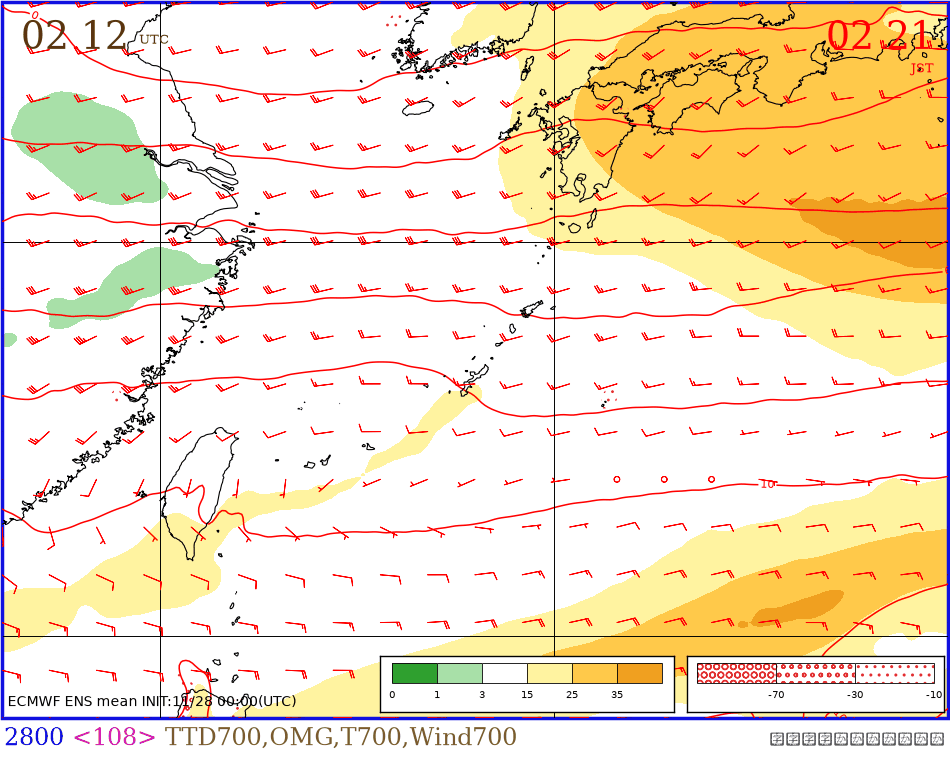 0
02 12 UTC
02 21 JST
10
0 1 3 15 25 35
-70 -30 -10
ECMWF ENS mean INIT:11/28 00:00(UTC)
2800 <108> TTD700,OMG,T700,Wind700